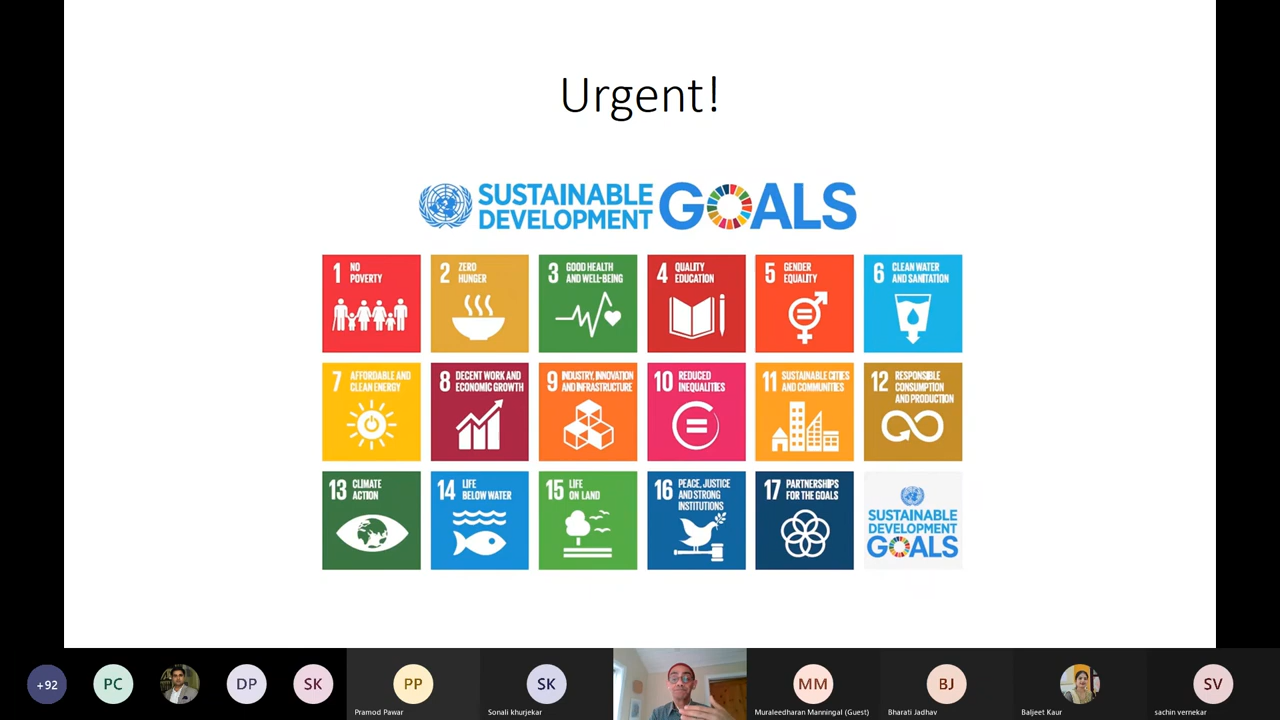 Urgent!
SUSTAINABLE
DEVELOPMENT
GOALS
1 NO
POVERTY
2 ZERO
HUNGER
3 GOOD HEALTH
AND WELL-BEING
4 QUALITY
EDUCATION
5 GENDER
EQUALITY
6 CLEAN WATER
AND SANITATION
7 AFFORDABLE AND
CLEAN ENERGY
8 DECENT WORK AND
ECONOMIC GROWTH
9 INDUSTRY, INNOVATION
AND INFRASTRUCTURE
10 REDUCED
INEQUALITIES
11 SUSTAINABLE CITIES
AND COMMUNITIES
12 RESPONSIBLE
CONSUMPTION
AND PRODUCTION
13 CLIMATE
ACTION
14 LIFE
BELOW WATER
15 LIFE
ON LAND
16 PEACE, JUSTICE
AND STRONG
INSTITUTIONS
17 PARTNERSHIPS
FOR THE GOALS
SUSTAINABLE
DEVELOPMENT
GOALS
+92
PC
DP
SK
PP
Pramod Pawar
SK
Sonali khurjekar
MM
Muraleedharan Manningal (Guest)
BJ
Bharati Jadhav
Baljeet Kaur
SV
sachin vernekar